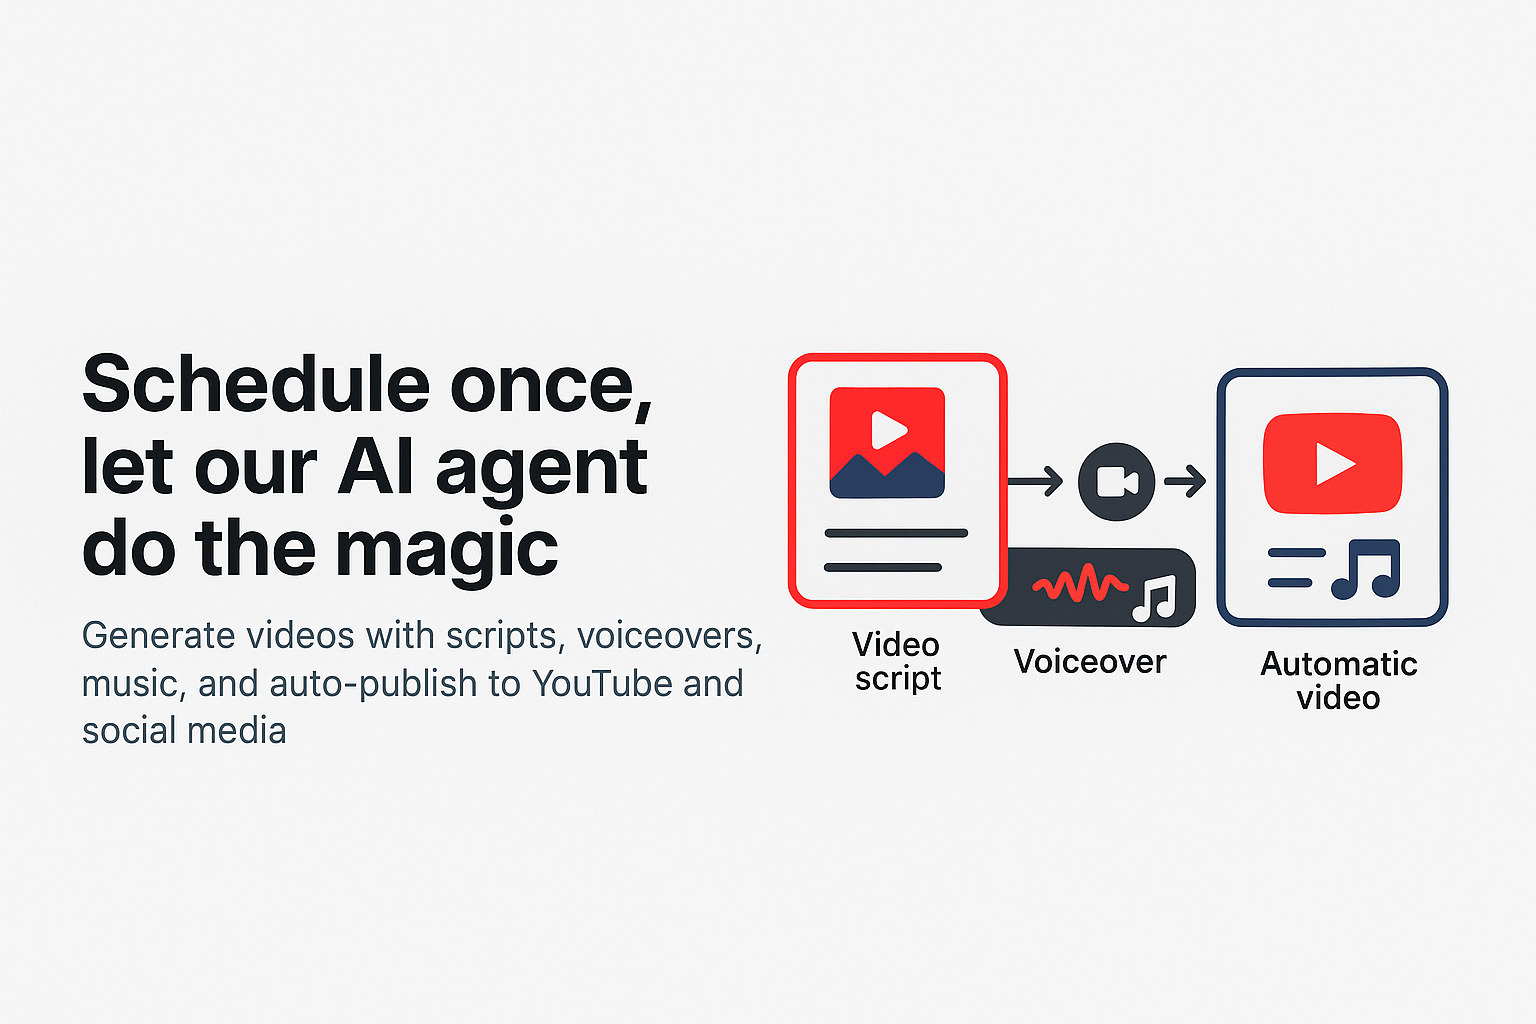 Schedule once,
let our AI agent
do the magic
Generate videos with scripts, voiceovers,
music, and auto-publish to YouTube and
social media
Video
script
Voiceover
Automatic
video